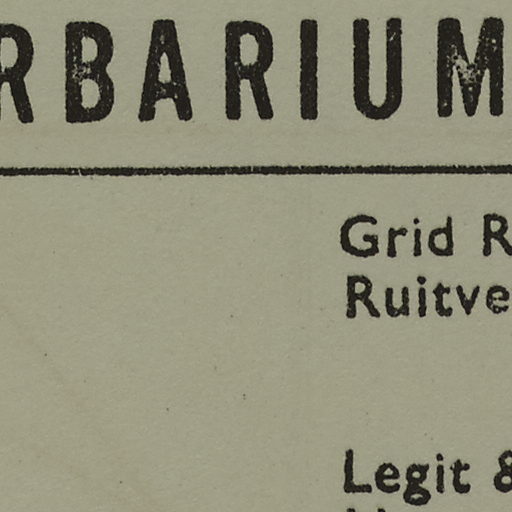 RBARIUM
Grid R
Ruitve
Legit &